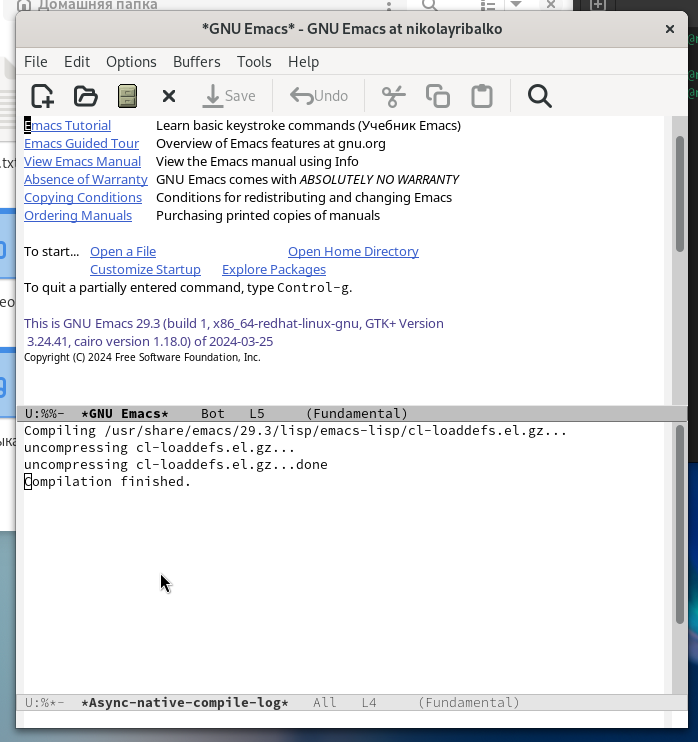 Домашняя папка
*GNU Emacs* - GNU Emacs at nikolayribalko
File Edit Options Buffers Tools Help
Save Undo
Emacs Tutorial Learn basic keystroke commands (Учебник Emacs)
Emacs Guided Tour Overview of Emacs features at gnu.org
View Emacs Manual View the Emacs manual using Info
Absence of Warranty GNU Emacs comes with ABSOLUTELY NO WARRANTY
Copying Conditions Conditions for redistributing and changing Emacs
Ordering Manuals Purchasing printed copies of manuals
To start... Open a File Open Home Directory
Customize Startup Explore Packages
To quit a partially entered command, type Control-g.
This is GNU Emacs 29.3 (build 1, x86_64-redhat-linux-gnu, GTK+ Version
3.24.41, cairo version 1.18.0) of 2024-03-25
Copyright (C) 2024 Free Software Foundation, Inc.
U:%%- *GNU Emacs* Bot L5 (Fundamental)
Compiling /usr/share/emacs/29.3/lisp/emacs-lisp/cl-loaddefs.el.gz...
uncompressing cl-loaddefs.el.gz...
uncompressing cl-loaddefs.el.gz...done
Compilation finished.
U:%*- *Async-native-compile-log* All L4 (Fundamental)